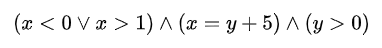 (x < 0 ∨ x > 1) ∧ (x = y + 5) ∧ (y > 0)